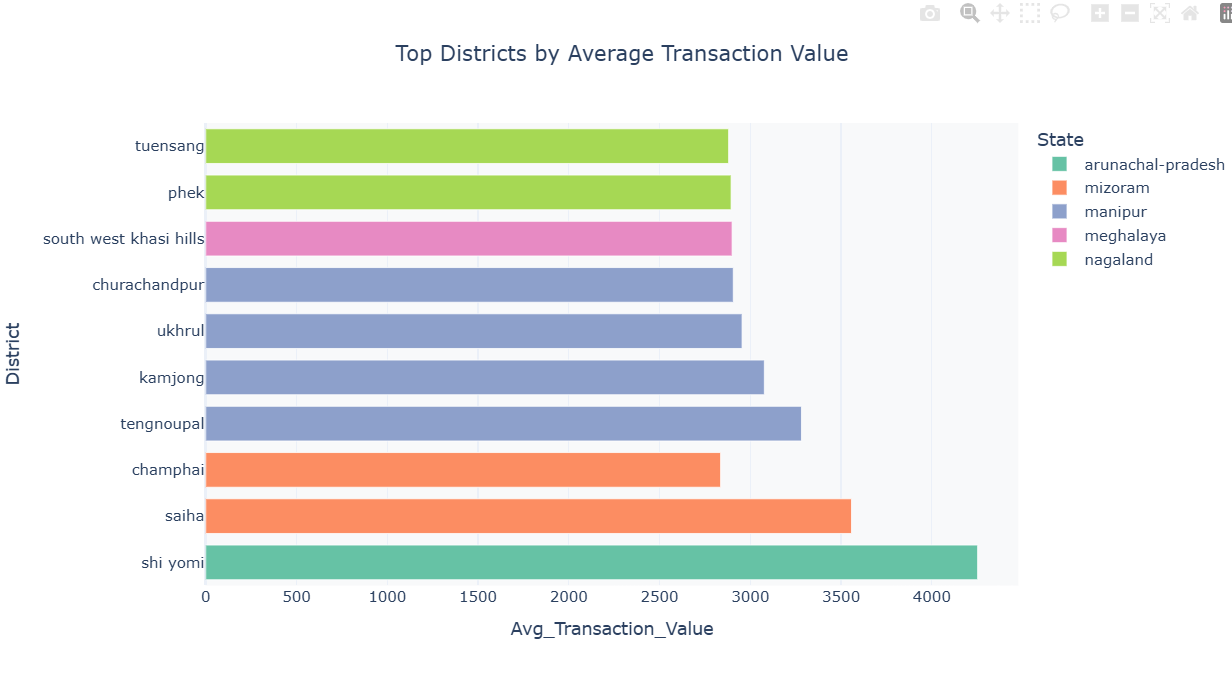 Top Districts by Average Transaction Value
State
arunachal-pradesh
mizoram
manipur
meghalaya
nagaland
District
tuensang
phek
south west khasi hills
churachandpur
ukhrul
kamjong
tengnoupal
champhai
saiha
shi yomi
0 500 1000 1500 2000 2500 3000 3500 4000
Avg_Transaction_Value